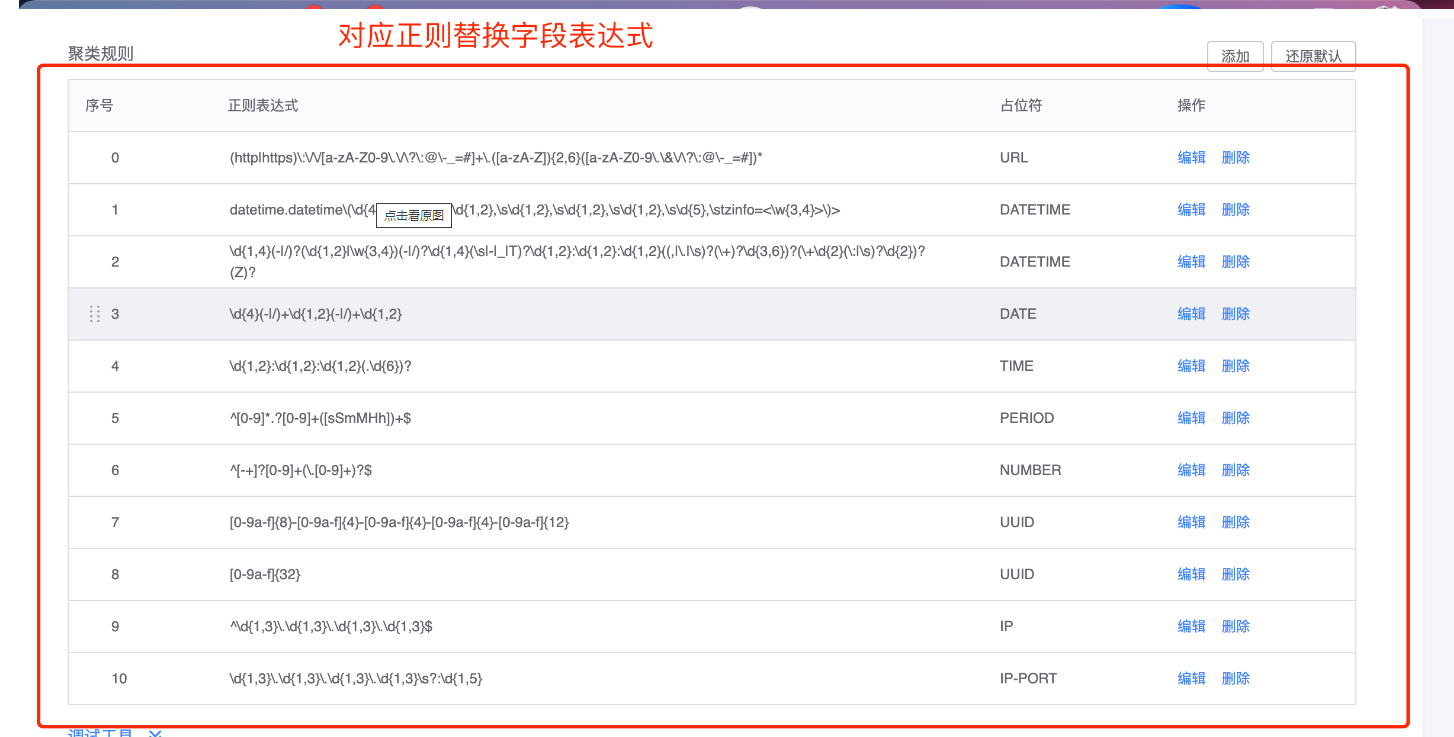 对应正则替换字段表达式
聚类规则
添加 还原默认
序号 正则表达式 占位符 操作
0 (http|https)\:\/\/[a-zA-Z0-9\.\/\?\:@\-_=#]+\.([a-zA-Z]){2,6}([a-zA-Z0-9\.\&\/\?\:@\-_=#])* URL 编辑 删除
1 datetime.datetime\(\d{4 点击看原图 \d{1,2},\s\d{1,2},\s\d{1,2},\s\d{1,2},\s\d{5},\stzinfo=<\w{3,4}>\)> DATETIME 编辑 删除
2 \d{1,4}(-|/)?(\d{1,2}|\w{3,4})(-|/)?\d{1,4}(\s|-|_|T)?\d{1,2}:\d{1,2}:\d{1,2}((,|\.|\s)?(\+)?\d{3,6})?(\+\d{2}(\:|\s)?\d{2})?
(Z)? DATETIME 编辑 删除
3 \d{4}(-|/)+\d{1,2}(-|/)+\d{1,2} DATE 编辑 删除
4 \d{1,2}:\d{1,2}:\d{1,2}(.\d{6})? TIME 编辑 删除
5 ^[0-9]*.?[0-9]+([sSmMHh])+$ PERIOD 编辑 删除
6 ^[-+]?[0-9]+(\.[0-9]+)?$ NUMBER 编辑 删除
7 [0-9a-f]{8}-[0-9a-f]{4}-[0-9a-f]{4}-[0-9a-f]{4}-[0-9a-f]{12} UUID 编辑 删除
8 [0-9a-f]{32} UUID 编辑 删除
9 ^\d{1,3}\.\d{1,3}\.\d{1,3}\.\d{1,3}$ IP 编辑 删除
10 \d{1,3}\.\d{1,3}\.\d{1,3}\.\d{1,3}\s?:\d{1,5} IP-PORT 编辑 删除
调试工具